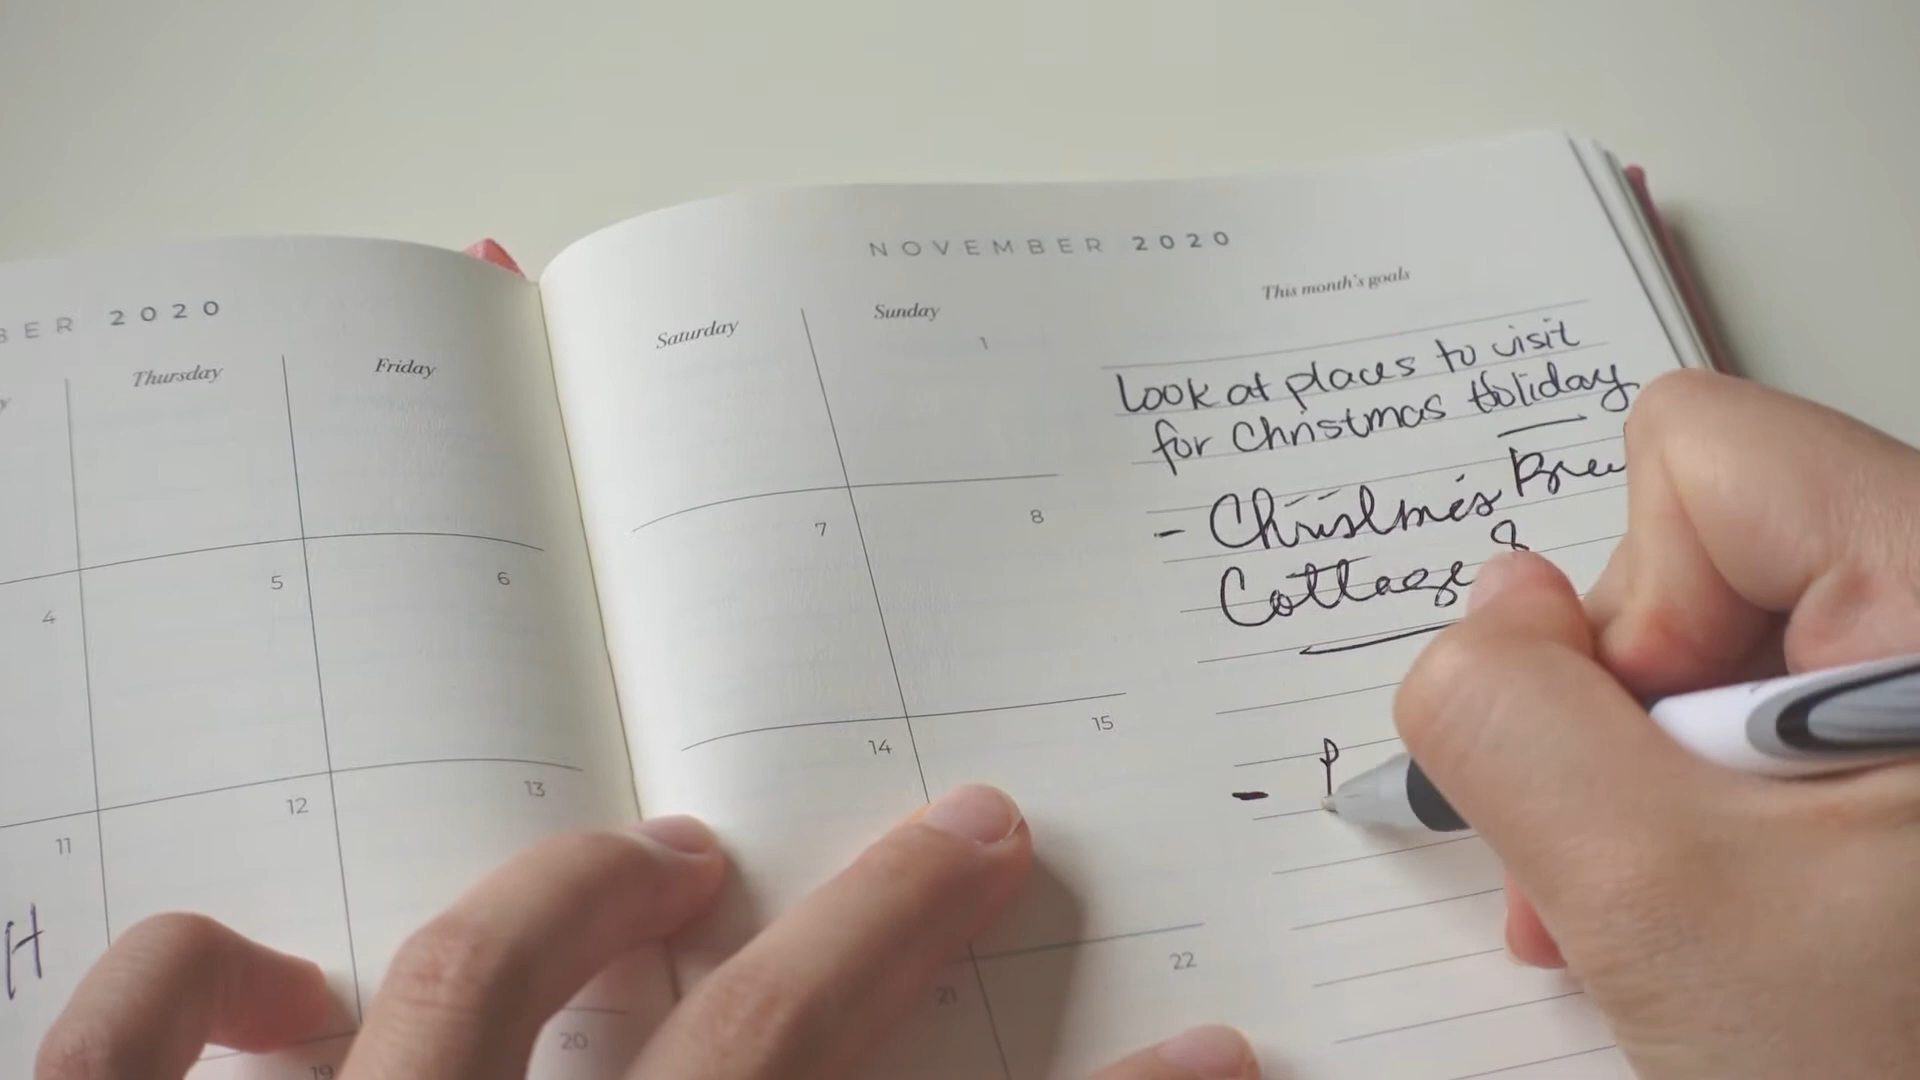 BER 2020
Thursday
Friday
4
5
6
11
12
13
H
19
20
NOVEMBER 2020
Saturday
Sunday
1
7
8
14
15
21
22
This month's goals
Look at places to visit
for Christmas Holiday
- Christmas
Cottage
- P